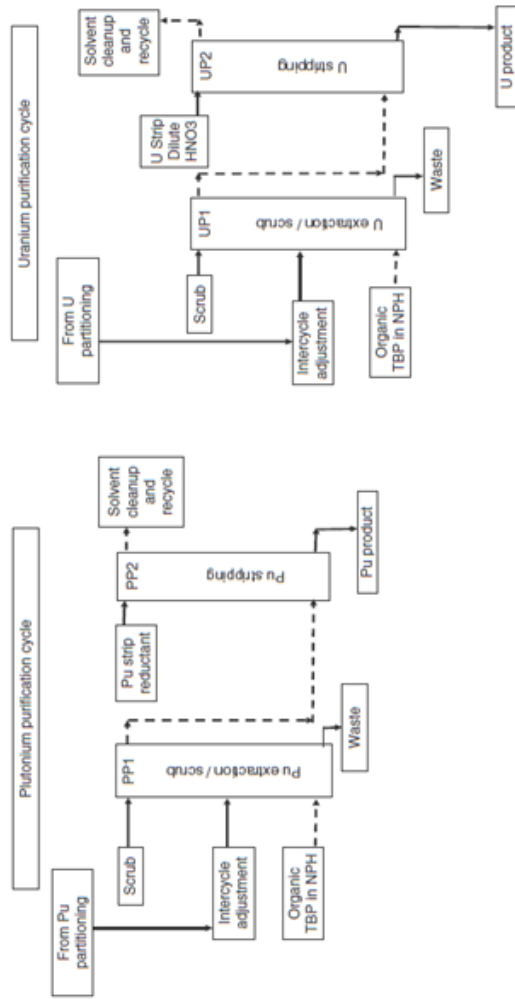 Plutonium purification cycle
From Pu
partitioning
Scrub
Intercycle
adjustment
Organic
TBP in NPH
PP1
Pu extraction / scrub
Waste
Pu strip
reductant
PP2
Pu stripping
Solvent
cleanup
and
recycle
Pu product
Uranium purification cycle
From U
partitioning
Scrub
Intercycle
adjustment
Organic
TBP in NPH
UP1
U extraction / scrub
Waste
U Strip
Dilute
HNO3
UP2
U stripping
Solvent
cleanup
and
recycle
U product